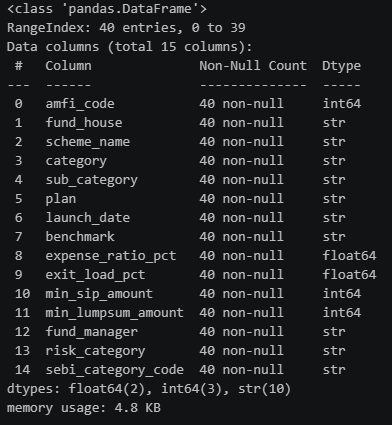 <class 'pandas.DataFrame'>
RangeIndex: 40 entries, 0 to 39
Data columns (total 15 columns):
 #   Column              Non-Null Count  Dtype
---  ------              --------------  -----
 0   amfi_code           40 non-null     int64
 1   fund_house          40 non-null     str
 2   scheme_name         40 non-null     str
 3   category            40 non-null     str
 4   sub_category        40 non-null     str
 5   plan                40 non-null     str
 6   launch_date         40 non-null     str
 7   benchmark           40 non-null     str
 8   expense_ratio_pct   40 non-null     float64
 9   exit_load_pct       40 non-null     float64
 10  min_sip_amount      40 non-null     int64
 11  min_lumpsum_amount  40 non-null     int64
 12  fund_manager        40 non-null     str
 13  risk_category       40 non-null     str
 14  sebi_category_code  40 non-null     str
dtypes: float64(2), int64(3), str(10)
memory usage: 4.8 KB